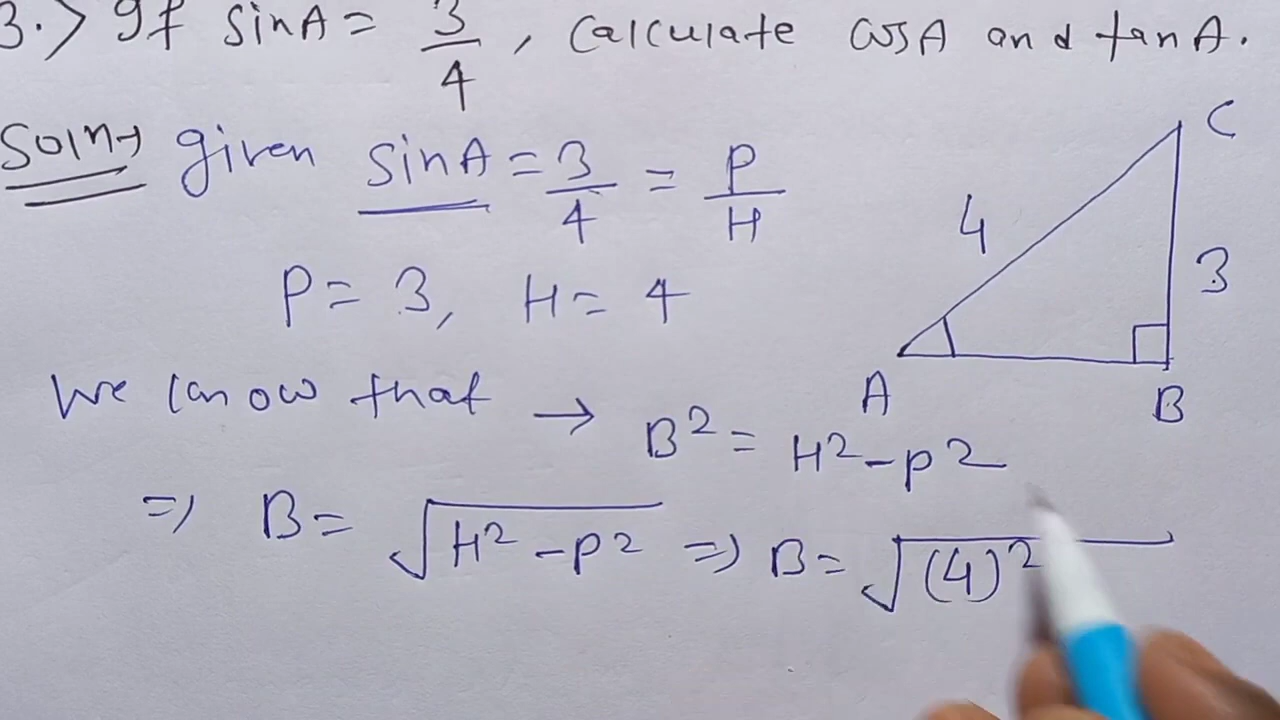 3.> If sinA = 3/4, Calculate cosA and tanA.
Soln→ given sinA = 3/4 = P/H
P = 3, H = 4
We know that → B² = H² - P²
⇒ B = √(H² - P²) ⇒ B = √((4)²
C
4
3
A
B